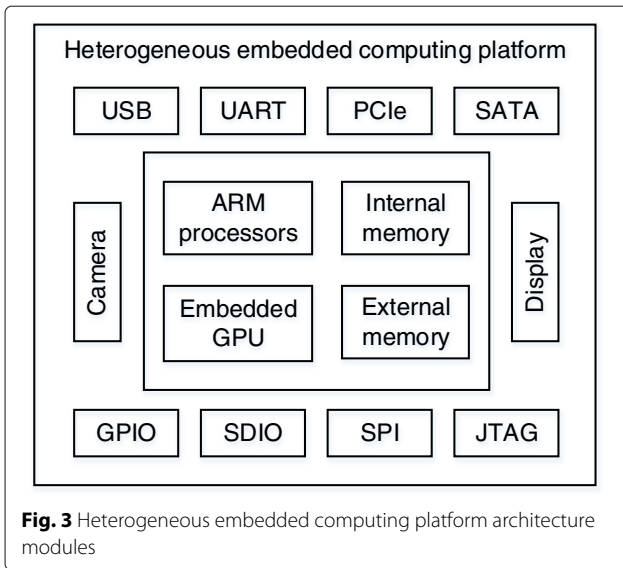 Heterogeneous embedded computing platform
USB UART PCIe SATA
ARM processors
Internal memory
Camera
Display
Embedded GPU
External memory
GPIO SDIO SPI JTAG
Fig. 3 Heterogeneous embedded computing platform architecture
modules